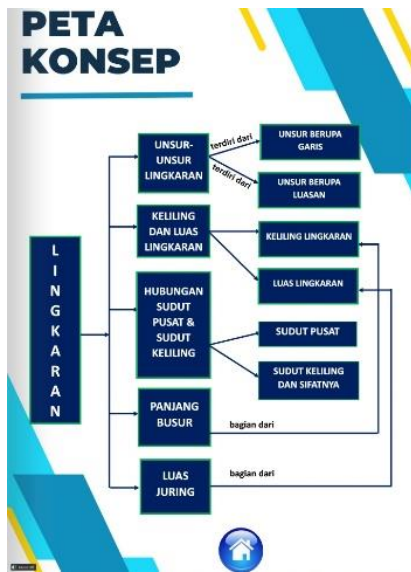 PETA
KONSEP
UNSUR-
UNSUR
LINGKARAN
terdiri dari
terdiri dari
UNSUR BERUPA
GARIS
UNSUR BERUPA
LUASAN
KELILING
DAN LUAS
LINGKARAN
KELILING LINGKARAN
LUAS LINGKARAN
L
I
N
G
K
A
R
A
N
HUBUNGAN
SUDUT
PUSAT &
SUDUT
KELILING
SUDUT PUSAT
SUDUT KELILING
DAN SIFATNYA
PANJANG
BUSUR
bagian dari
LUAS
JURING
bagian dari